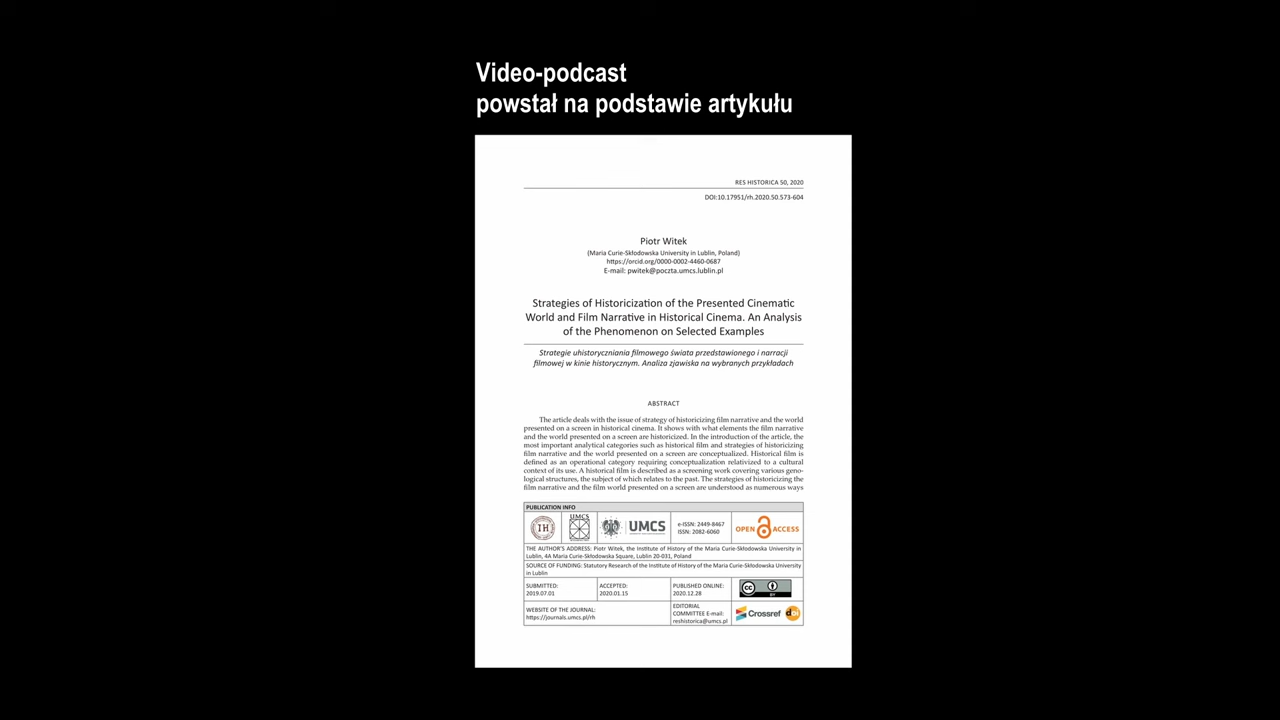 Video-podcast
powstał na podstawie artykułu
RES HISTORICA 50, 2020
DOI:10.17951/rh.2020.50.573-604
Piotr Witek
(Maria Curie-Skłodowska University in Lublin, Poland)
https://orcid.org/0000-0002-4460-0687
E-mail: pwitek@poczta.umcs.lublin.pl
Strategies of Historicization of the Presented Cinematic
World and Film Narrative in Historical Cinema. An Analysis
of the Phenomenon on Selected Examples
Strategie uhistoryczniania filmowego świata przedstawionego i narracji
filmowej w kinie historycznym. Analiza zjawiska na wybranych przykładach
ABSTRACT
The article deals with the issue of strategy of historicizing film narrative and the world
presented on a screen in historical cinema. It shows with what elements the film narrative
and the world presented on a screen are historicized. In the introduction of the article, the
most important analytical categories such as historical film and strategies of historicizing
film narrative and the world presented on a screen are conceptualized. Historical film is
defined as an operational category requiring conceptualization relativized to a cultural
context of its use. A historical film is described as a screening work covering various geno-
logical structures, the subject of which relates to the past. The strategies of historicizing the
film narrative and the film world presented on a screen are understood as numerous ways
PUBLICATION INFO
IH
UMCS
UMCS
e-ISSN: 2449-8467
ISSN: 2082-6060
OPEN ACCESS
THE AUTHOR'S ADDRESS: Piotr Witek, the Institute of History of the Maria Curie-Skłodowska University in
Lublin, 4A Maria Curie-Skłodowska Square, Lublin 20-031, Poland
SOURCE OF FUNDING: Statutory Research of the Institute of History of the Maria Curie-Skłodowska University
in Lublin
SUBMITTED:
2019.07.01
ACCEPTED:
2020.01.15
PUBLISHED ONLINE:
2020.12.28
CC
BY
WEBSITE OF THE JOURNAL:
https://journals.umcs.pl/rh
EDITORIAL
COMMITTEE E-mail:
reshistorica@umcs.pl
Crossref
doi